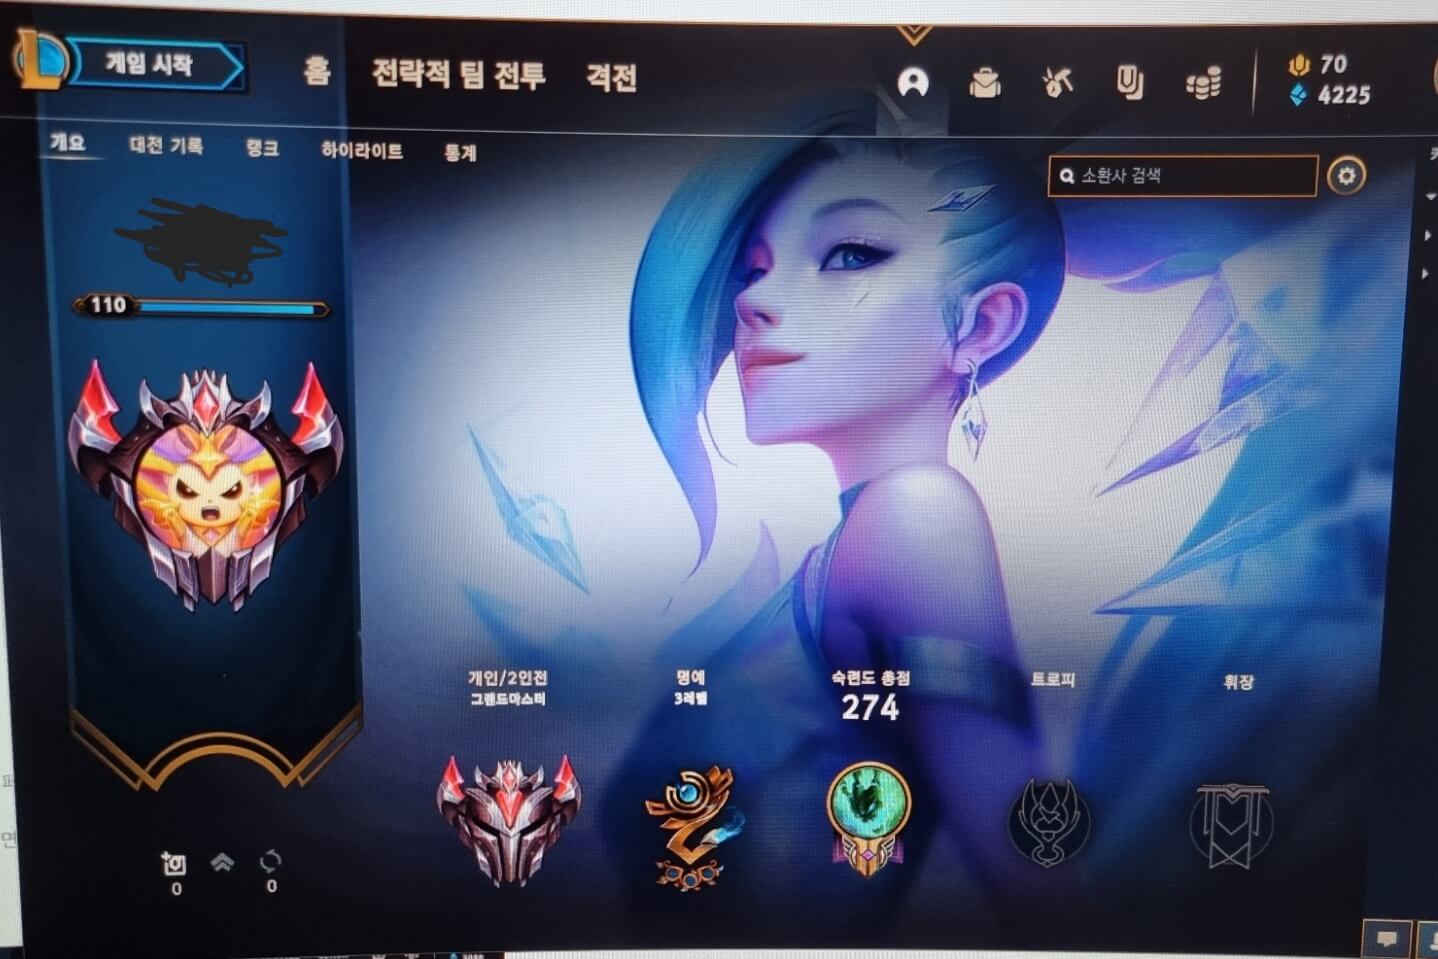 게임 시작
홈
전략적 팀 전투
격전
70
4225
개요
대전 기록
랭크
하이라이트
통계
소환사 검색
110
개인/2인전
그랜드마스터
명예
3레벨
숙련도 총점
274
트로피
휘장
0
0